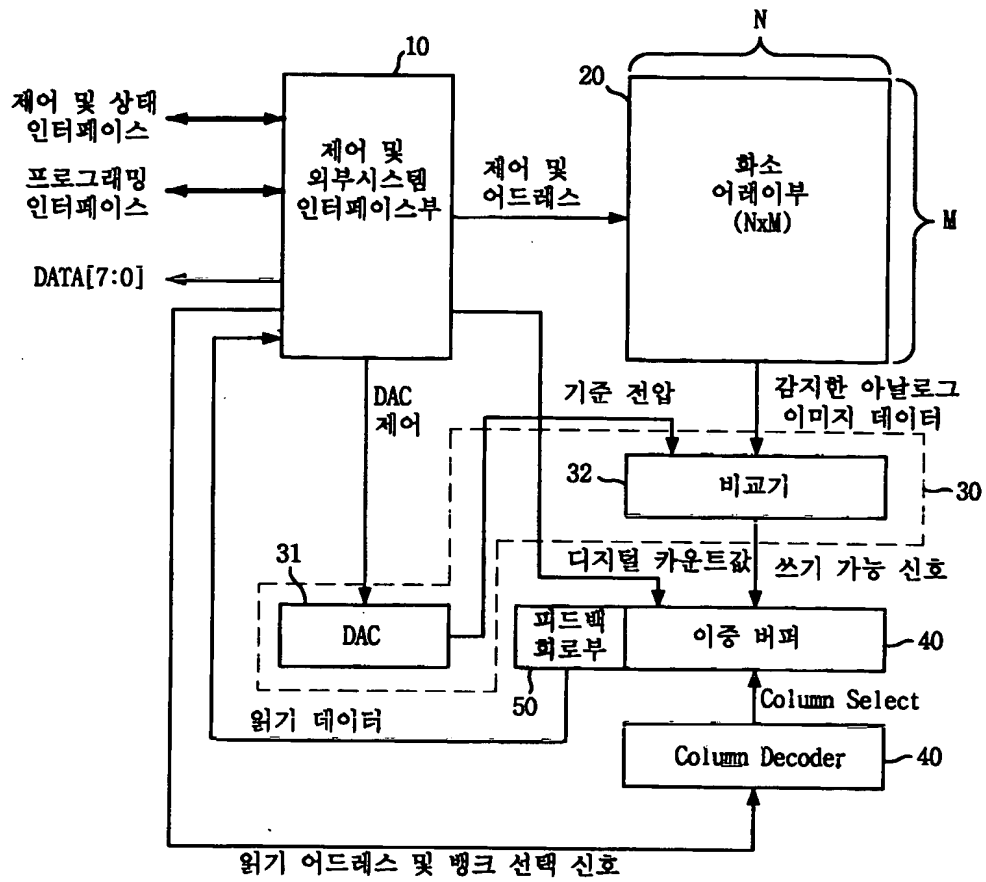 N
10
20
제어 및 상태
인터페이스
제어 및
외부시스템
인터페이스부
프로그래밍
인터페이스
제어 및
어드레스
화소
어래이부
(NxM)
M
DATA[7:0]
DAC
제어
기준 전압
감지한 아날로그
이미지 데이터
32
비교기
30
31
디지털 카운트값
쓰기 가능 신호
DAC
피드백
회로부
이중 버퍼
40
50
Column Select
읽기 데이터
Column Decoder
40
읽기 어드레스 및 뱅크 선택 신호